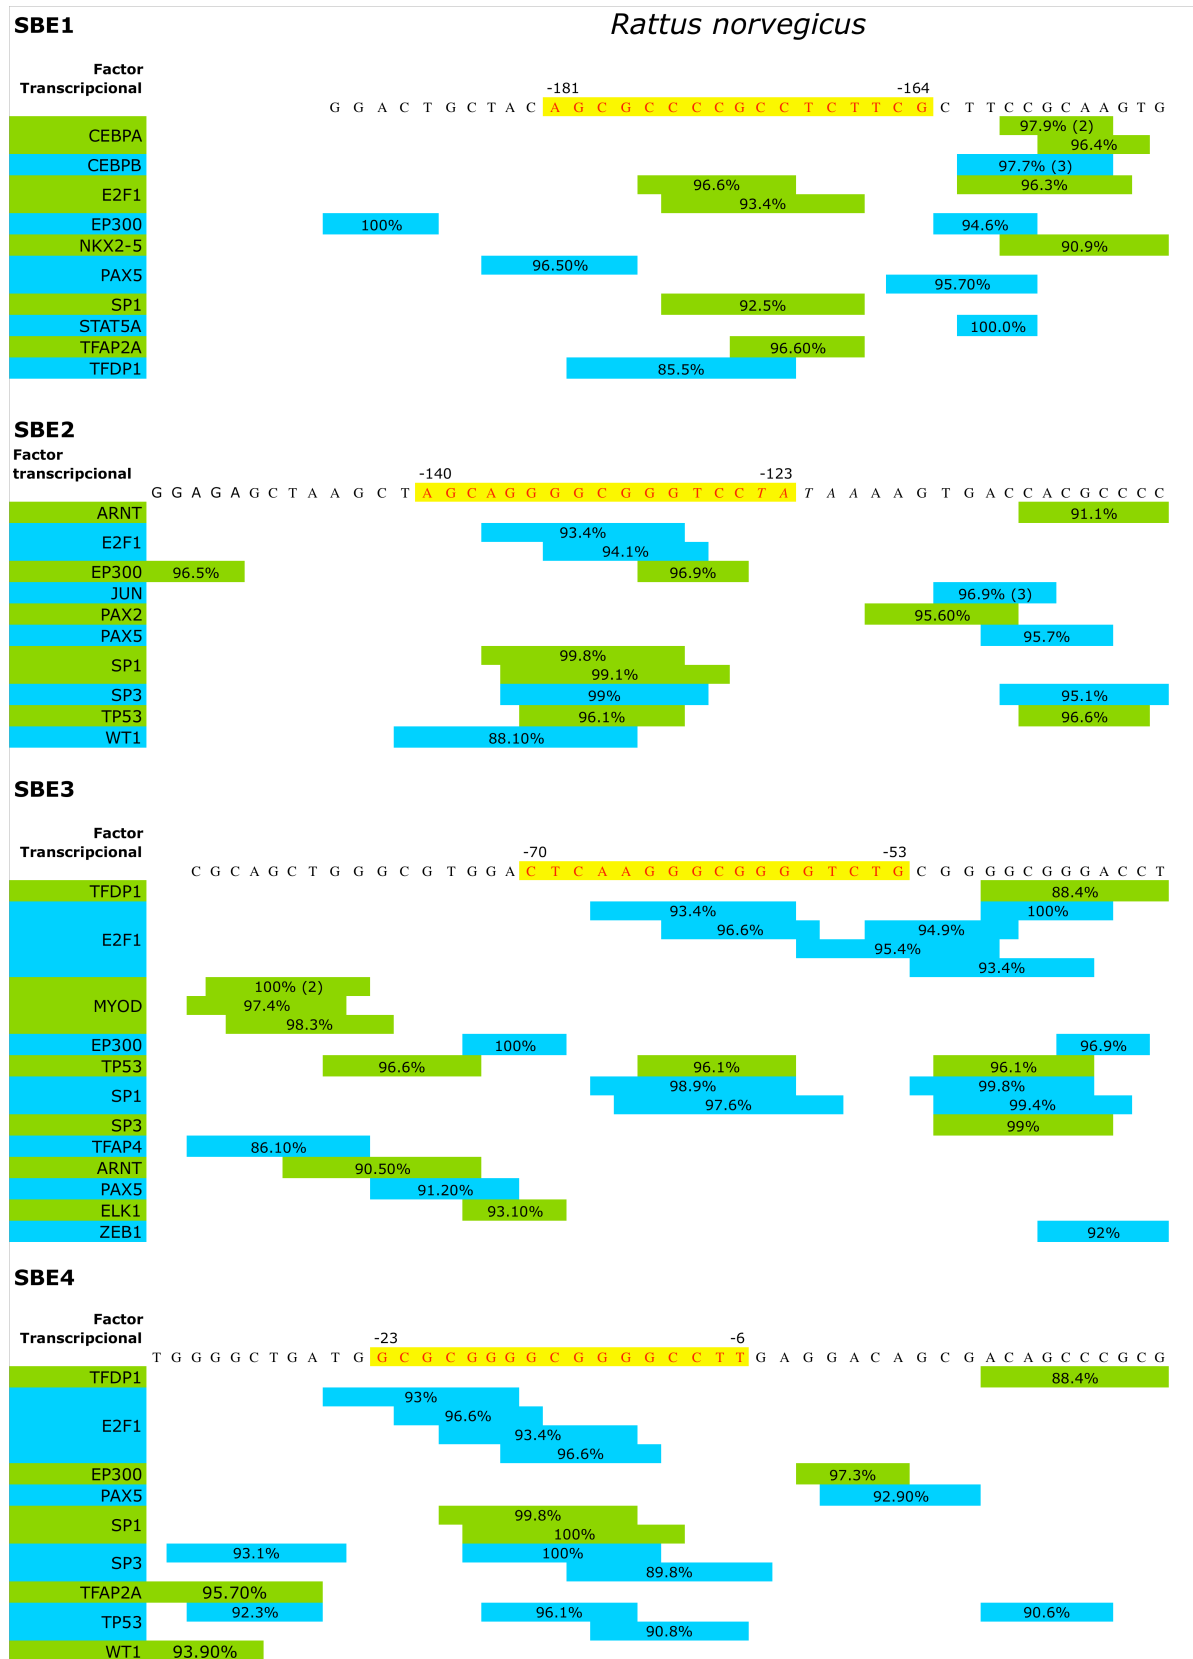 SBE1
Rattus norvegicus
Factor
Transcripcional
-181 -164
G G A C T G C T A C A G C G C C C C G C C T C T T C G C T T C C G C A A G T G
CEBPA 97.9% (2)
96.4%
CEBPB 97.7% (3)
E2F1 96.6% 96.3%
93.4%
EP300 100% 94.6%
NKX2-5 90.9%
PAX5 96.50%
95.70%
SP1 92.5%
STAT5A 100.0%
TFAP2A 96.60%
TFDP1 85.5%
SBE2
Factor
transcripcional
-140 -123
G G A G A G C T A A G C T A G C A G G G G C G G G T C C T A T A A A A G T G A C C A C G C C C C
ARNT 91.1%
E2F1 93.4%
94.1%
EP300 96.5% 96.9%
JUN 96.9% (3)
PAX2 95.60%
PAX5 95.7%
SP1 99.8%
99.1%
SP3 99% 95.1%
TP53 96.1% 96.6%
WT1 88.10%
SBE3
Factor
Transcripcional
-70 -53
C G C A G C T G G G C G T G G A C T C A A G G G C G G G G T C T G C G G G G C G G G A C C T
TFDP1 88.4%
E2F1 93.4% 100%
96.6% 94.9%
95.4%
93.4%
MYOD 100% (2)
97.4%
98.3%
EP300 100% 96.9%
TP53 96.6% 96.1% 96.1%
SP1 98.9% 99.8%
97.6% 99.4%
SP3 99%
TFAP4 86.10%
ARNT 90.50%
PAX5 91.20%
ELK1 93.10%
ZEB1 92%
SBE4
Factor
Transcripcional
-23 -6
T G G G G C T G A T G G C G C G G G G C G G G G C C T T G A G G A C A G C G A C A G C C C G C G
TFDP1 88.4%
E2F1 93%
96.6%
93.4%
96.6%
EP300 97.3%
PAX5 92.90%
SP1 99.8%
100%
SP3 93.1% 100%
89.8%
TFAP2A 95.70%
TP53 92.3% 96.1% 90.6%
90.8%
WT1 93.90%